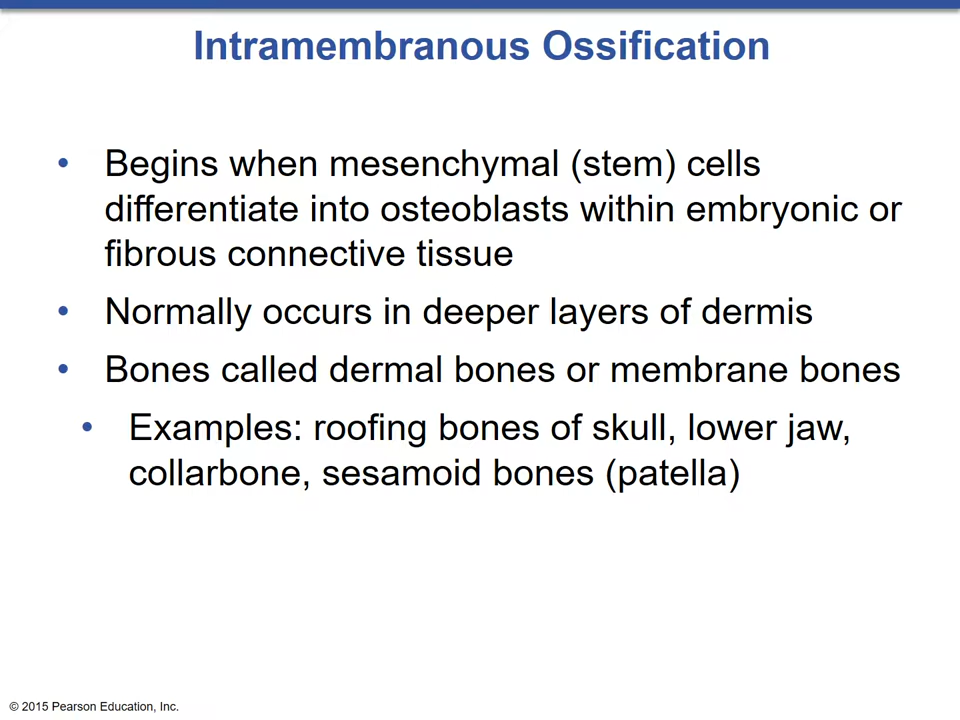 Intramembranous Ossification
• Begins when mesenchymal (stem) cells
differentiate into osteoblasts within embryonic or
fibrous connective tissue
• Normally occurs in deeper layers of dermis
• Bones called dermal bones or membrane bones
• Examples: roofing bones of skull, lower jaw,
collarbone, sesamoid bones (patella)
© 2015 Pearson Education, Inc.